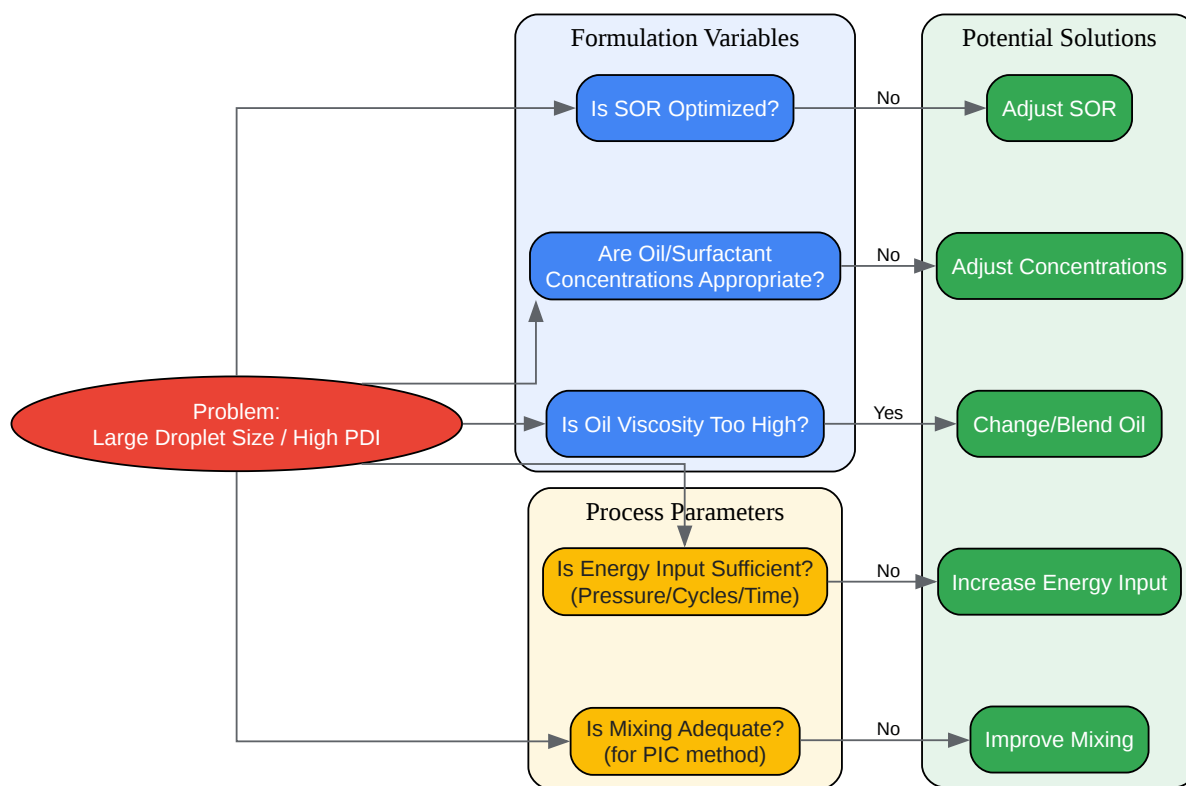 Formulation Variables
Potential Solutions
Is SOR Optimized?
No
Adjust SOR
Are Oil/Surfactant
Concentrations Appropriate?
No
Adjust Concentrations
Problem:
Large Droplet Size / High PDI
Is Oil Viscosity Too High?
Yes
Change/Blend Oil
Process Parameters
Is Energy Input Sufficient?
(Pressure/Cycles/Time)
No
Increase Energy Input
Is Mixing Adequate?
(for PIC method)
No
Improve Mixing